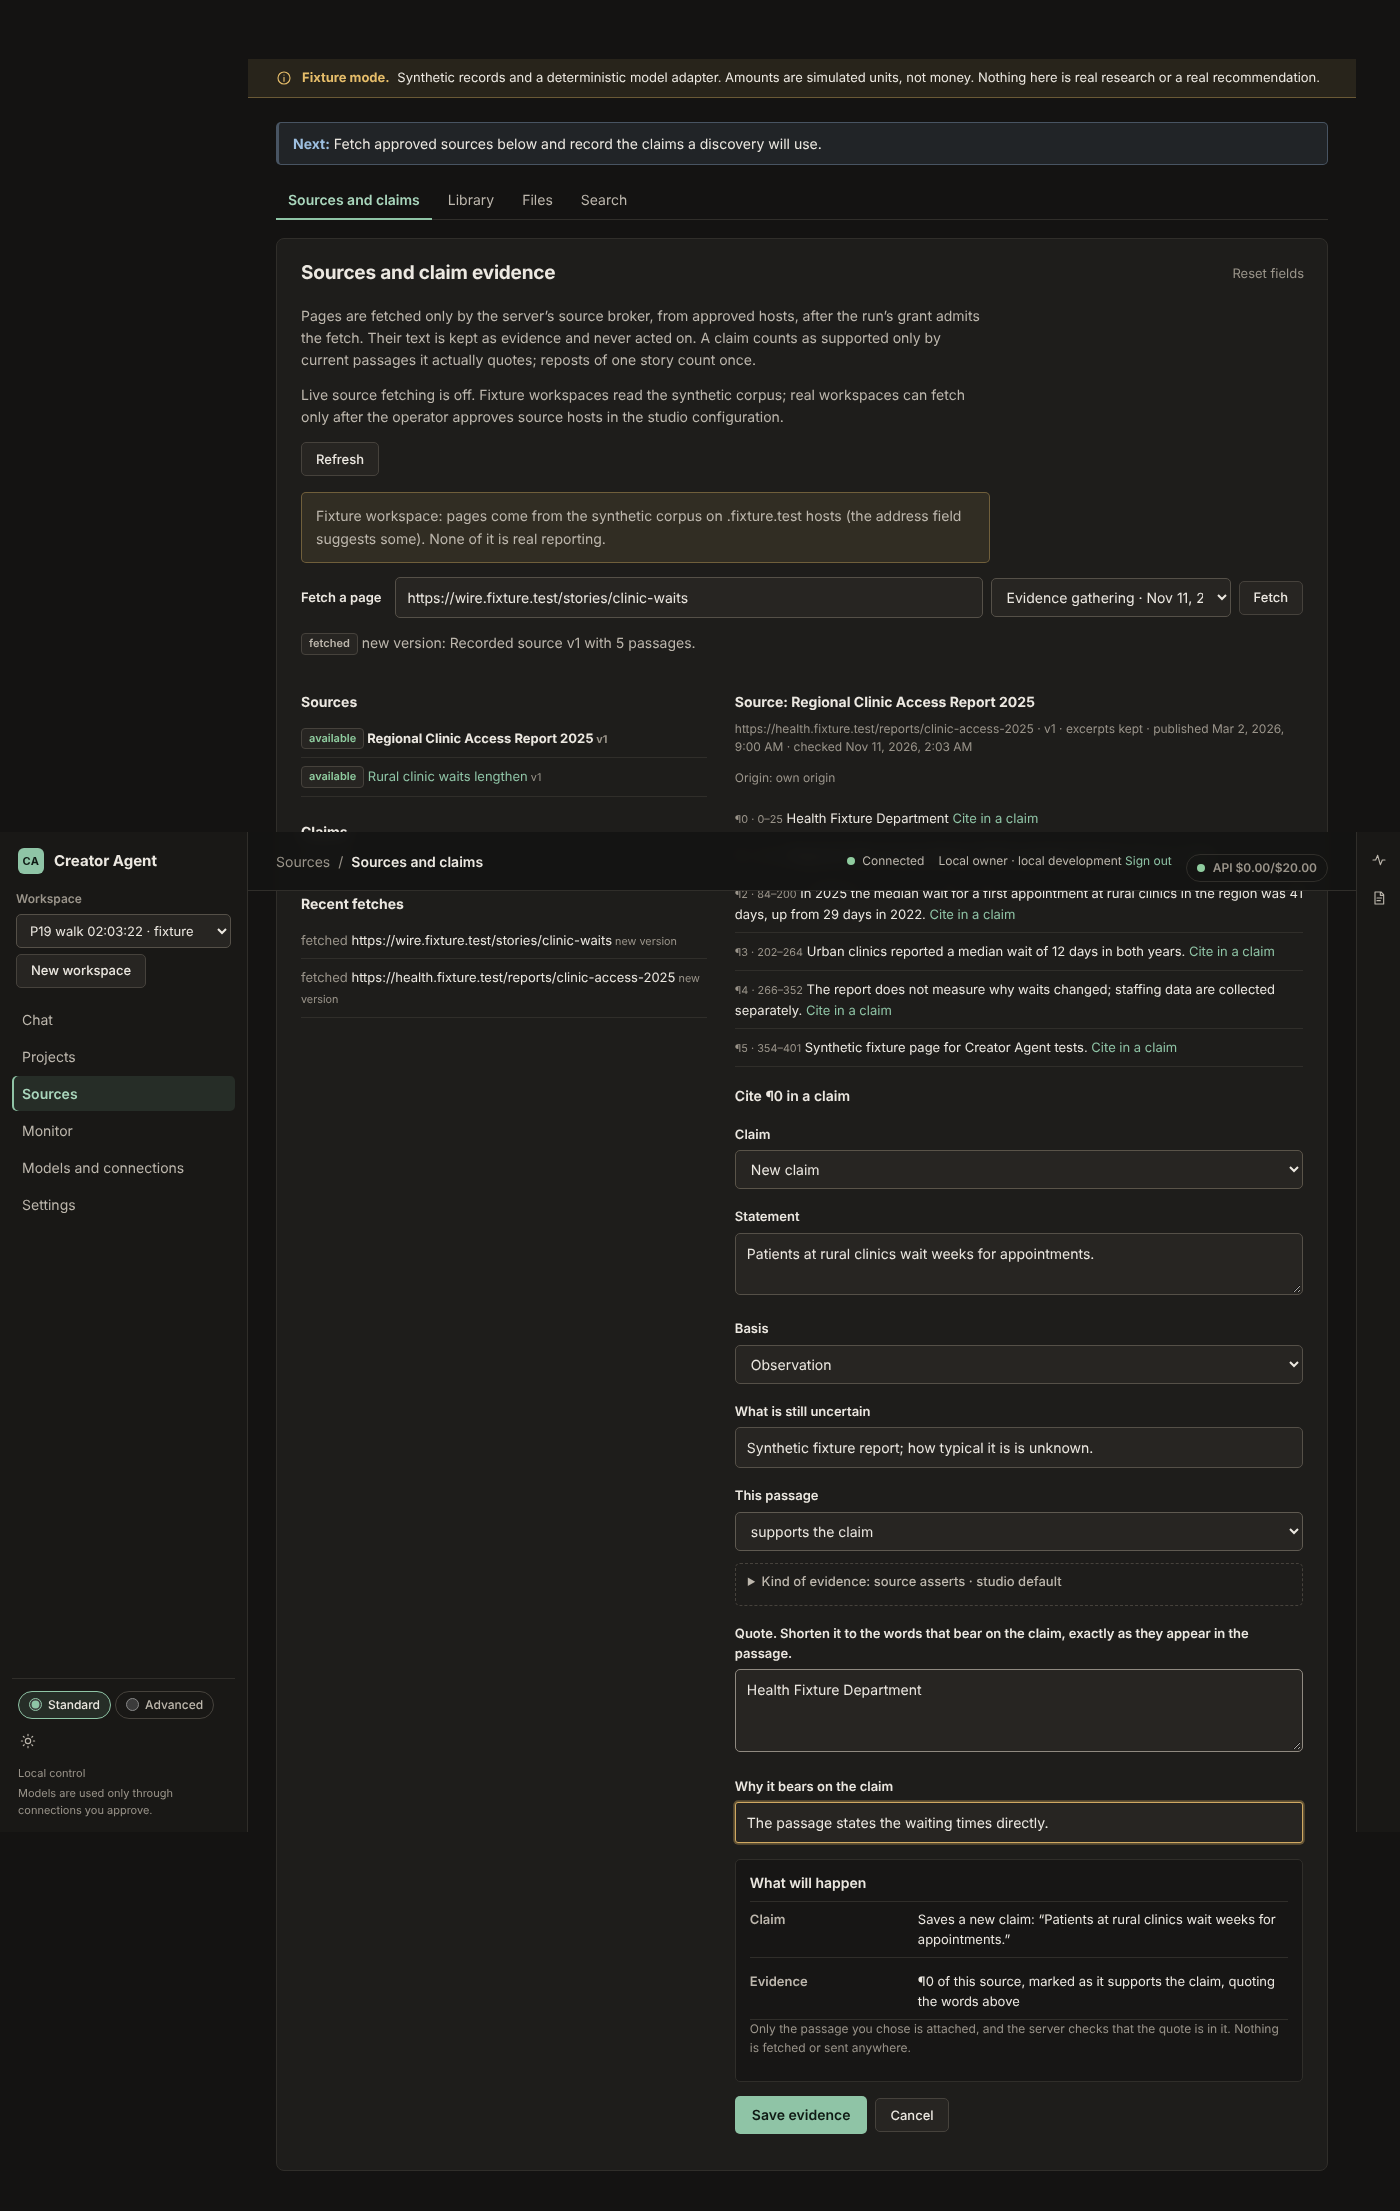 Fixture mode. Synthetic records and a deterministic model adapter. Amounts are simulated units, not money. Nothing here is real research or a real recommendation.
Next: Fetch approved sources below and record the claims a discovery will use.
Sources and claims
Library
Files
Search
Sources and claim evidence
Reset fields
Pages are fetched only by the server’s source broker, from approved hosts, after the run’s grant admits
the fetch. Their text is kept as evidence and never acted on. A claim counts as supported only by
current passages it actually quotes; reposts of one story count once.
Live source fetching is off. Fixture workspaces read the synthetic corpus; real workspaces can fetch
only after the operator approves source hosts in the studio configuration.
Refresh
Fixture workspace: pages come from the synthetic corpus on .fixture.test hosts (the address field
suggests some). None of it is real reporting.
Fetch a page
https://wire.fixture.test/stories/clinic-waits
Evidence gathering · Nov 11, 2
Fetch
fetched new version: Recorded source v1 with 5 passages.
Sources
available Regional Clinic Access Report 2025 v1
available Rural clinic waits lengthen v1
Claims
Source: Regional Clinic Access Report 2025
https://health.fixture.test/reports/clinic-access-2025 · v1 · excerpts kept · published Mar 2, 2026,
9:00 AM · checked Nov 11, 2026, 2:03 AM
Origin: own origin
¶0 · 0–25 Health Fixture Department Cite in a claim
CA Creator Agent
Workspace
P19 walk 02:03:22 · fixture
New workspace
Chat
Projects
Sources
Monitor
Models and connections
Settings
Standard
Advanced
Local control
Models are used only through
connections you approve.
Sources / Sources and claims
Connected
Local owner · local development Sign out
API $0.00/$20.00
Recent fetches
fetched https://wire.fixture.test/stories/clinic-waits new version
fetched https://health.fixture.test/reports/clinic-access-2025 new
version
¶2 · 84–200 In 2025 the median wait for a first appointment at rural clinics in the region was 41
days, up from 29 days in 2022. Cite in a claim
¶3 · 202–264 Urban clinics reported a median wait of 12 days in both years. Cite in a claim
¶4 · 266–352 The report does not measure why waits changed; staffing data are collected
separately. Cite in a claim
¶5 · 354–401 Synthetic fixture page for Creator Agent tests. Cite in a claim
Cite ¶0 in a claim
Claim
New claim
Statement
Patients at rural clinics wait weeks for appointments.
Basis
Observation
What is still uncertain
Synthetic fixture report; how typical it is is unknown.
This passage
supports the claim
Kind of evidence: source asserts · studio default
Quote. Shorten it to the words that bear on the claim, exactly as they appear in the
passage.
Health Fixture Department
Why it bears on the claim
The passage states the waiting times directly.
What will happen
Claim
Saves a new claim: “Patients at rural clinics wait weeks for
appointments.”
Evidence
¶0 of this source, marked as it supports the claim, quoting
the words above
Only the passage you chose is attached, and the server checks that the quote is in it. Nothing
is fetched or sent anywhere.
Save evidence
Cancel